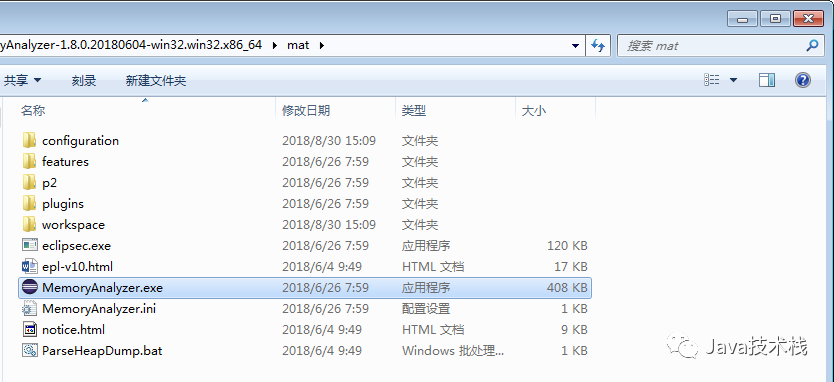 yAnalyzer-1.8.0.20180604-win32.win32.x86_64 mat 搜索 mat
共享 刻录 新建文件夹
名称 修改日期 类型 大小
configuration 2018/8/30 15:09 文件夹
features 2018/6/26 7:59 文件夹
p2 2018/6/26 7:59 文件夹
plugins 2018/6/26 7:59 文件夹
workspace 2018/8/30 15:09 文件夹
eclipsec.exe 2018/6/26 7:59 应用程序 120 KB
epl-v10.html 2018/6/4 9:49 HTML 文档 17 KB
MemoryAnalyzer.exe 2018/6/26 7:59 应用程序 408 KB
MemoryAnalyzer.ini 2018/6/26 7:59 配置设置 1 KB
notice.html 2018/6/4 9:49 HTML 文档 9 KB
ParseHeapDump.bat 2018/6/4 9:49 Windows 批处理... 1 KB
Java技术栈